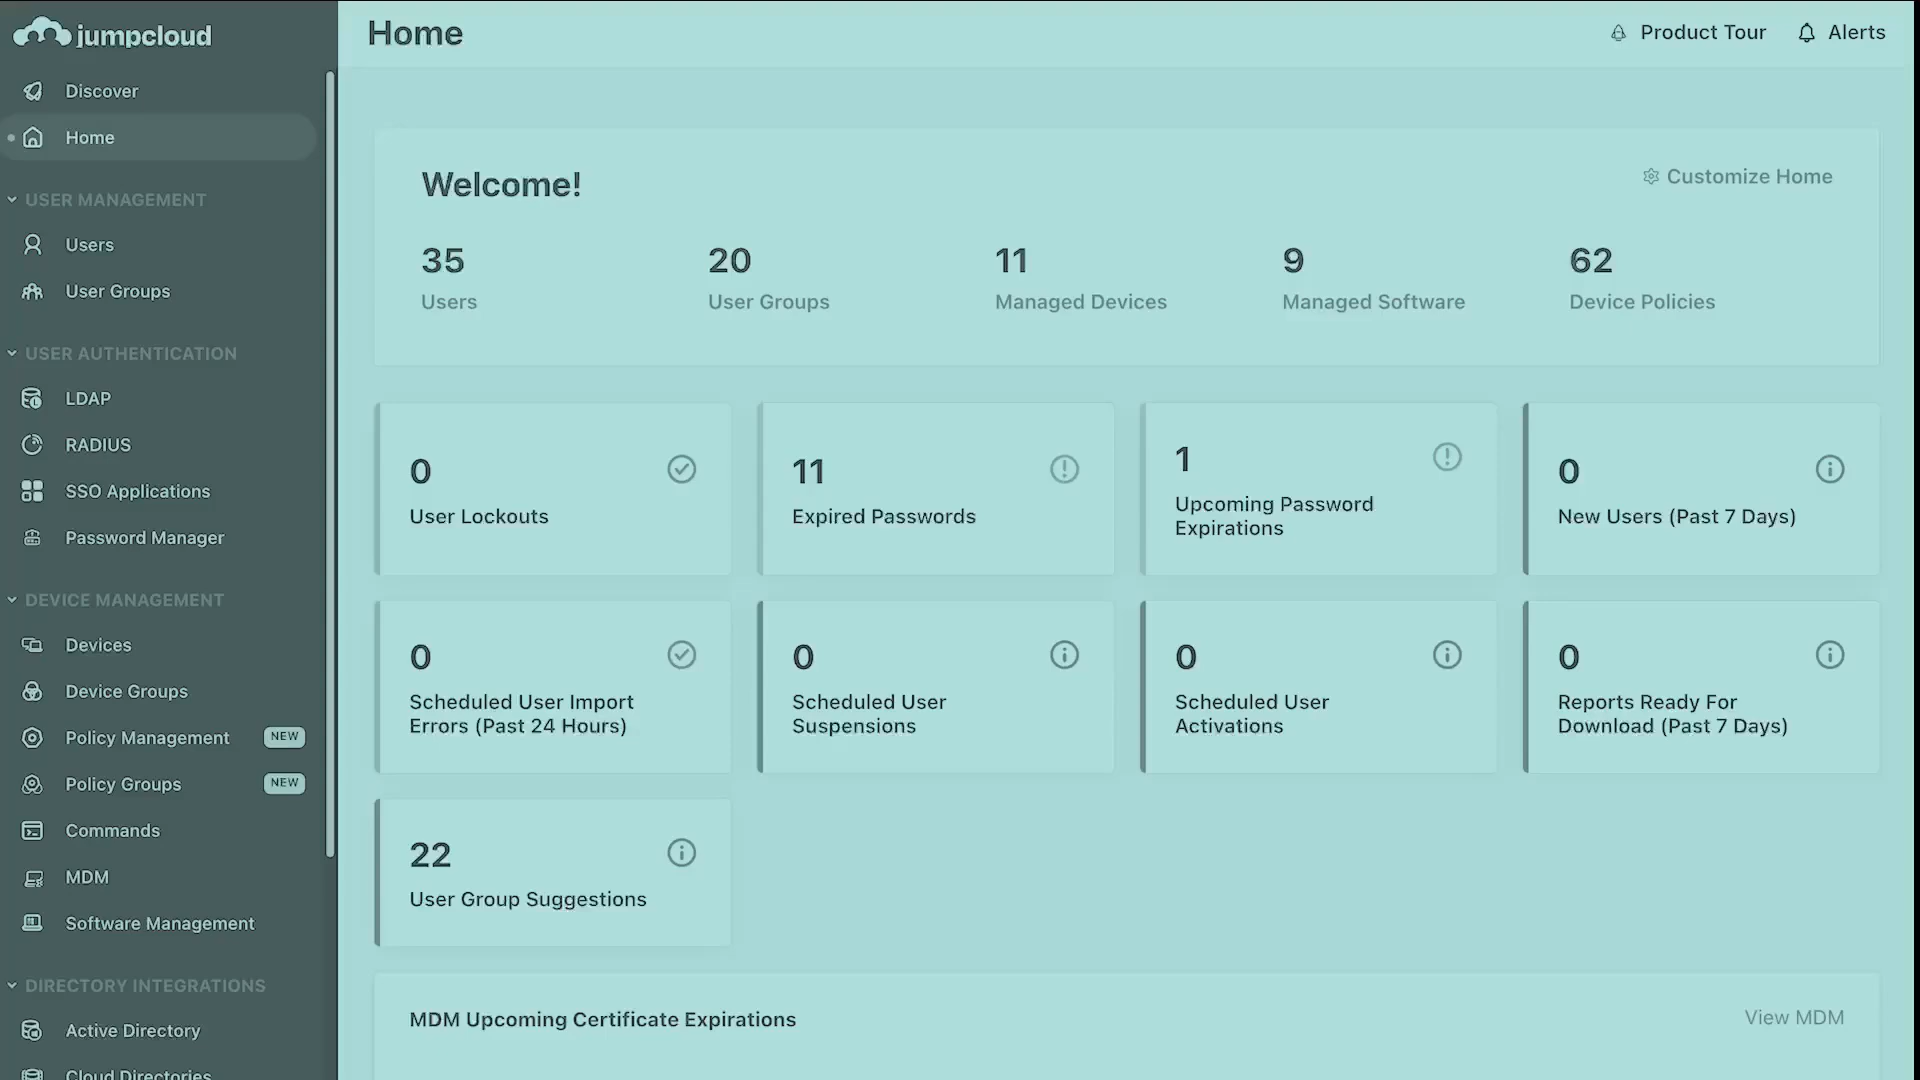 jumpcloud
Discover
Home
USER MANAGEMENT
Users
User Groups
USER AUTHENTICATION
LDAP
RADIUS
SSO Applications
Password Manager
DEVICE MANAGEMENT
Devices
Device Groups
Policy Management NEW
Policy Groups NEW
Commands
MDM
Software Management
DIRECTORY INTEGRATIONS
Active Directory
Cloud Directories
Home
Product Tour
Alerts
Welcome!
Customize Home
35
Users
20
User Groups
11
Managed Devices
9
Managed Software
62
Device Policies
0
User Lockouts
11
Expired Passwords
1
Upcoming Password
Expirations
0
New Users (Past 7 Days)
0
Scheduled User Import
Errors (Past 24 Hours)
0
Scheduled User
Suspensions
0
Scheduled User
Activations
0
Reports Ready For
Download (Past 7 Days)
22
User Group Suggestions
MDM Upcoming Certificate Expirations
View MDM